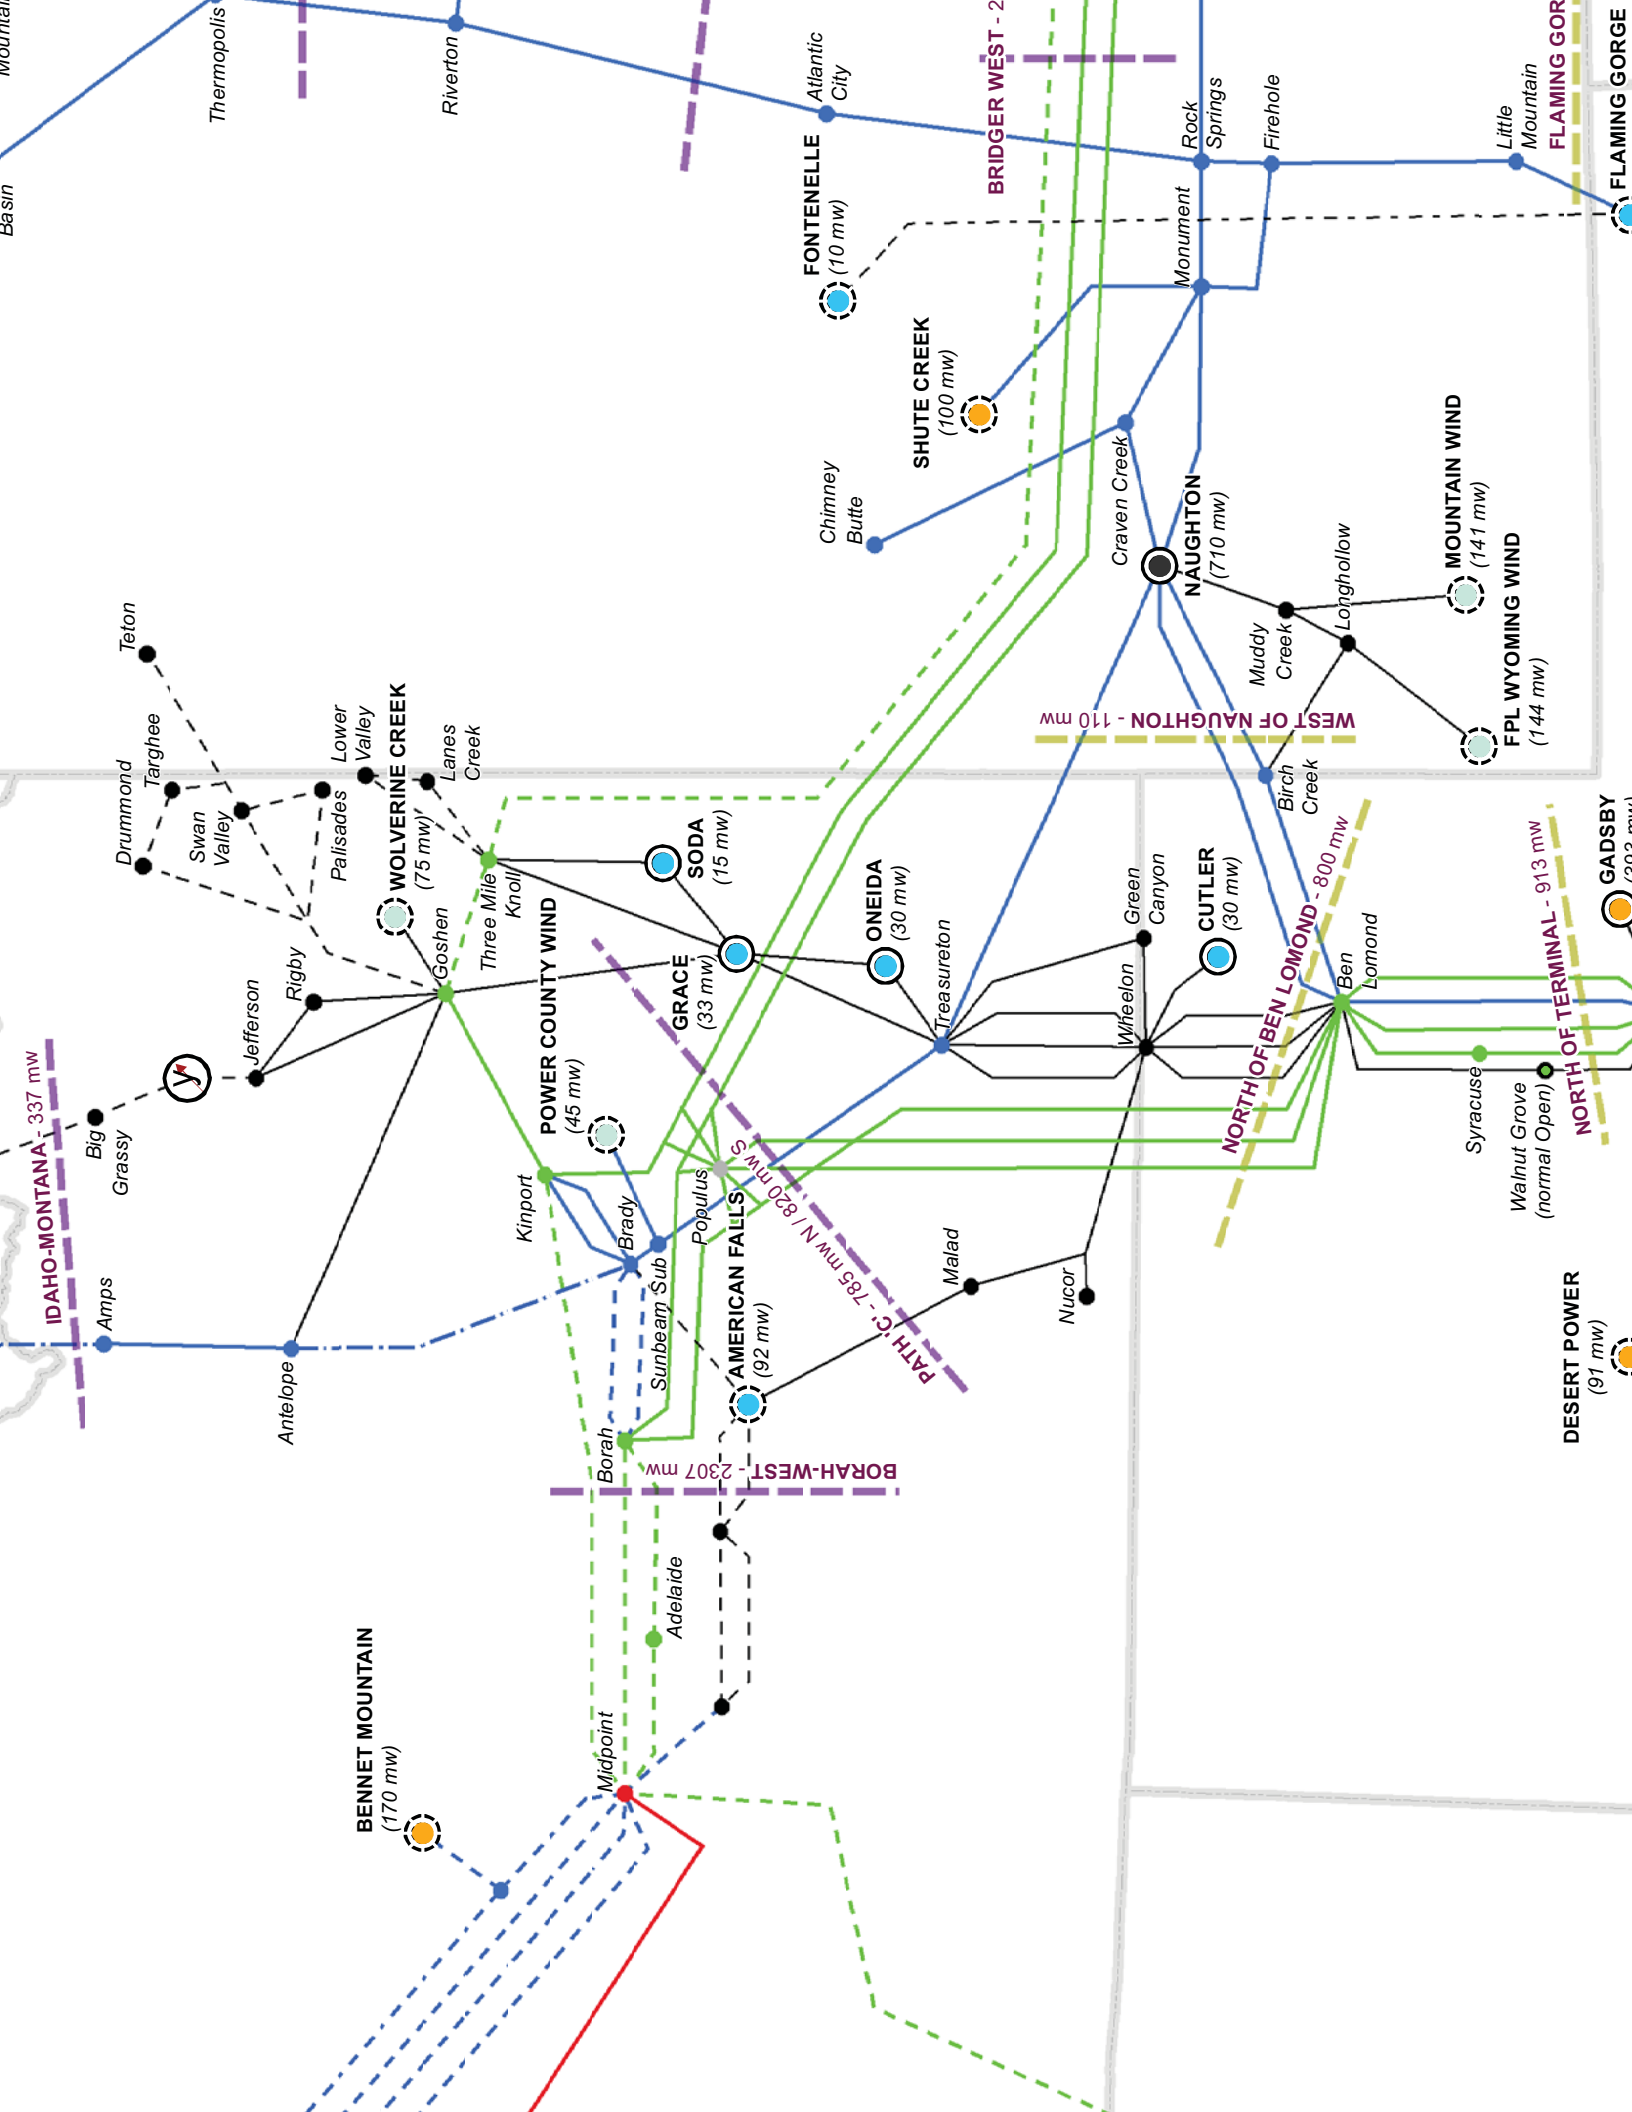 Mountain
Basin
Thermopolis
Riverton
Atlantic
City
BRIDGER WEST - 2
Rock
Springs
Firehole
Little
Mountain
FLAMING GOR
FLAMING GORGE
FONTENELLE
(10 mw)
Monument
SHUTE CREEK
(100 mw)
Chimney
Butte
Craven Creek
NAUGHTON
(710 mw)
MOUNTAIN WIND
(141 mw)
Longhollow
Muddy
Creek
FPL WYOMING WIND
(144 mw)
WEST OF NAUGHTON - 110 mw
Birch
Creek
Teton
Targhee
Drummond
Swan
Valley
Palisades
Lower
Valley
Lanes
Creek
WOLVERINE CREEK
(75 mw)
Three Mile
Knoll
SODA
(15 mw)
Goshen
Rigby
Jefferson
POWER COUNTY WIND
(45 mw)
GRACE
(33 mw)
ONEIDA
(30 mw)
Treasureton
Green
Canyon
CUTLER
(30 mw)
Wheelon
NORTH OF BEN LOMOND - 800 mw
Ben
Lomond
NORTH OF TERMINAL - 913 mw
GADSBY
Syracuse
Walnut Grove
(normal Open)
IDAHO-MONTANA - 337 mw
Big
Grassy
Amps
Antelope
Kinport
Brady
Populus
Sunbeam Sub
AMERICAN FALLS
(92 mw)
PATH 'C' - 785 mw N / 820 mw S
Malad
Nucor
DESERT POWER
(91 mw)
Borah
BORAH-WEST - 2307 mw
Adelaide
Midpoint
BENNET MOUNTAIN
(170 mw)